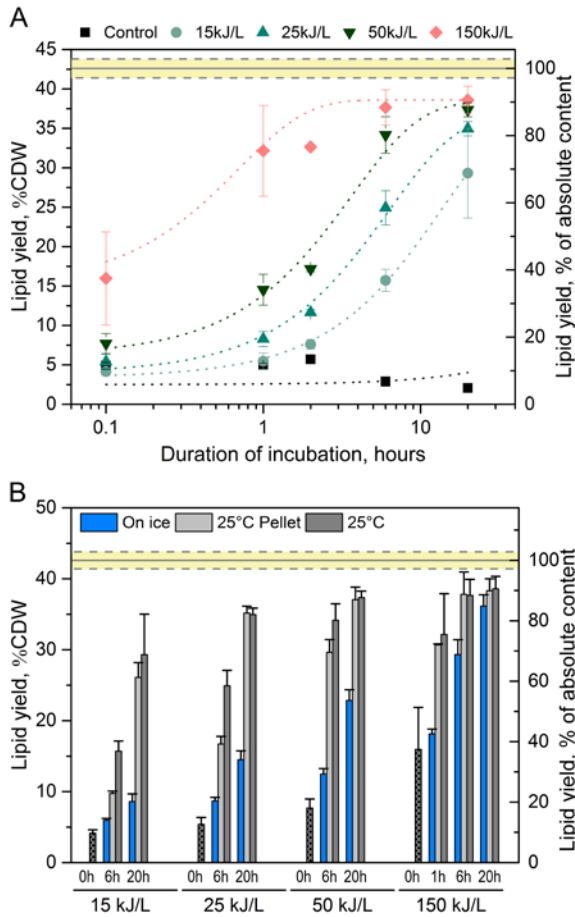 A
Control 15kJ/L 25kJ/L 50kJ/L 150kJ/L
45
40
35
30
25
20
15
10
5
0
Lipid yield, %CDW
100
80
60
40
20
0
Lipid yield, % of absolute content
0.1 1 10
Duration of incubation, hours
B
On ice 25°C Pellet 25°C
50
40
30
20
10
0
Lipid yield, %CDW
100
80
60
40
20
0
Lipid yield, % of absolute content
0h 6h 20h 0h 6h 20h 0h 6h 20h 0h 1h 6h 20h
15 kJ/L 25 kJ/L 50 kJ/L 150 kJ/L